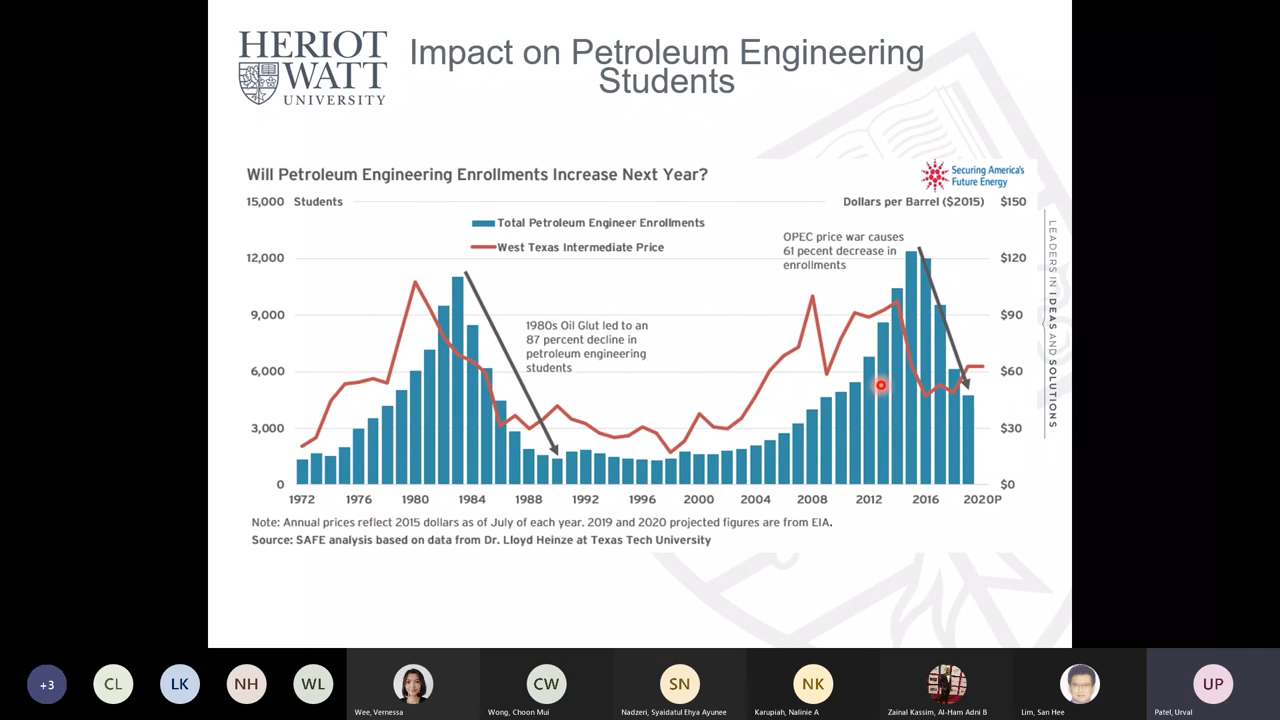 HERIOT
WATT
UNIVERSITY
Impact on Petroleum Engineering
Students
Will Petroleum Engineering Enrollments Increase Next Year?
Securing America's
Future Energy
15,000 Students
Dollars per Barrel ($2015) $150
Total Petroleum Engineer Enrollments
West Texas Intermediate Price
OPEC price war causes
61 pecent decrease in
enrollments
12,000
$120
9,000
$90
1980s Oil Glut led to an
87 percent decline in
petroleum engineering
students
6,000
$60
3,000
$30
0
$0
1972 1976 1980 1984 1988 1992 1996 2000 2004 2008 2012 2016 2020P
Note: Annual prices reflect 2015 dollars as of July of each year. 2019 and 2020 projected figures are from EIA.
Source: SAFE analysis based on data from Dr. Lloyd Heinze at Texas Tech University
LEADERS IN IDEAS AND SOLUTIONS
+3
CL
LK
NH
WL
Wee, Vernessa
CW
Wong, Choon Mui
SN
Nadzeri, Syaidatul Ehya Ayunee
NK
Karupiah, Nalinie A
Zainal Kassim, Al-Ham Adni B
Lim, San Hee
UP
Patel, Urval